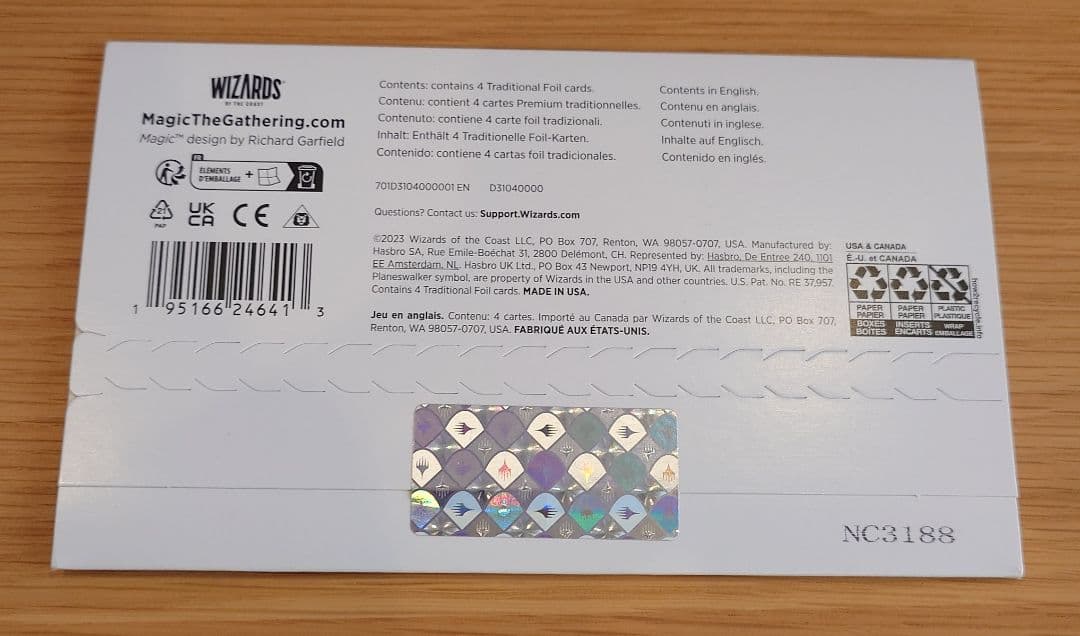 WIZARDS
OF THE COAST
MagicTheGathering.com
Magic™ design by Richard Garfield
FR
ÉLÉMENTS
D'EMBALLAGE
+
21
PAP
UK
CA
CE
1 95166 24641 3
Contents: contains 4 Traditional Foil cards.
Contenu: contient 4 cartes Premium traditionnelles.
Contenuto: contiene 4 carte foil tradizionali.
Inhalt: Enthält 4 Traditionelle Foil-Karten.
Contenido: contiene 4 cartas foil tradicionales.
Contents in English.
Contenu en anglais.
Contenuti in inglese.
Inhalte auf Englisch.
Contenido en inglés.
701D3104000001 EN D31040000
Questions? Contact us: Support.Wizards.com
©2023 Wizards of the Coast LLC, PO Box 707, Renton, WA 98057-0707, USA. Manufactured by:
Hasbro SA, Rue Emile-Boéchat 31, 2800 Delémont, CH. Represented by: Hasbro, De Entree 240, 1101
EE Amsterdam, NL. Hasbro UK Ltd., PO Box 43 Newport, NP19 4YH, UK. All trademarks, including the
Planeswalker symbol, are property of Wizards in the USA and other countries. U.S. Pat. No. RE 37,957.
Contents 4 Traditional Foil cards. MADE IN USA.
Jeu en anglais. Contenu: 4 cartes. Importé au Canada par Wizards of the Coast LLC, PO Box 707,
Renton, WA 98057-0707, USA. FABRIQUÉ AUX ÉTATS-UNIS.
USA & CANADA
É.-U. et CANADA
PAPER
PAPIER
BOXES
BOÎTES
PAPER
PAPIER
INSERTS
ENCARTS
PLASTIC
PLASTIQUE
WRAP
EMBALLAGE
how2recycle.info
NC3188